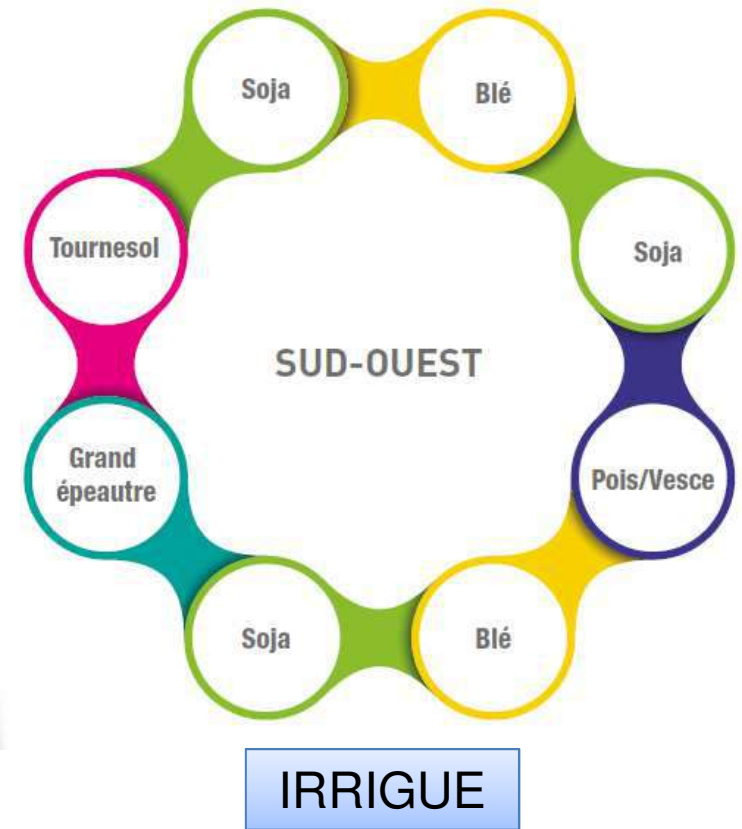 Soja
Blé
Tournesol
Soja
SUD-OUEST
Grand
épeautre
Pois/Vesce
Soja
Blé
IRRIGUE